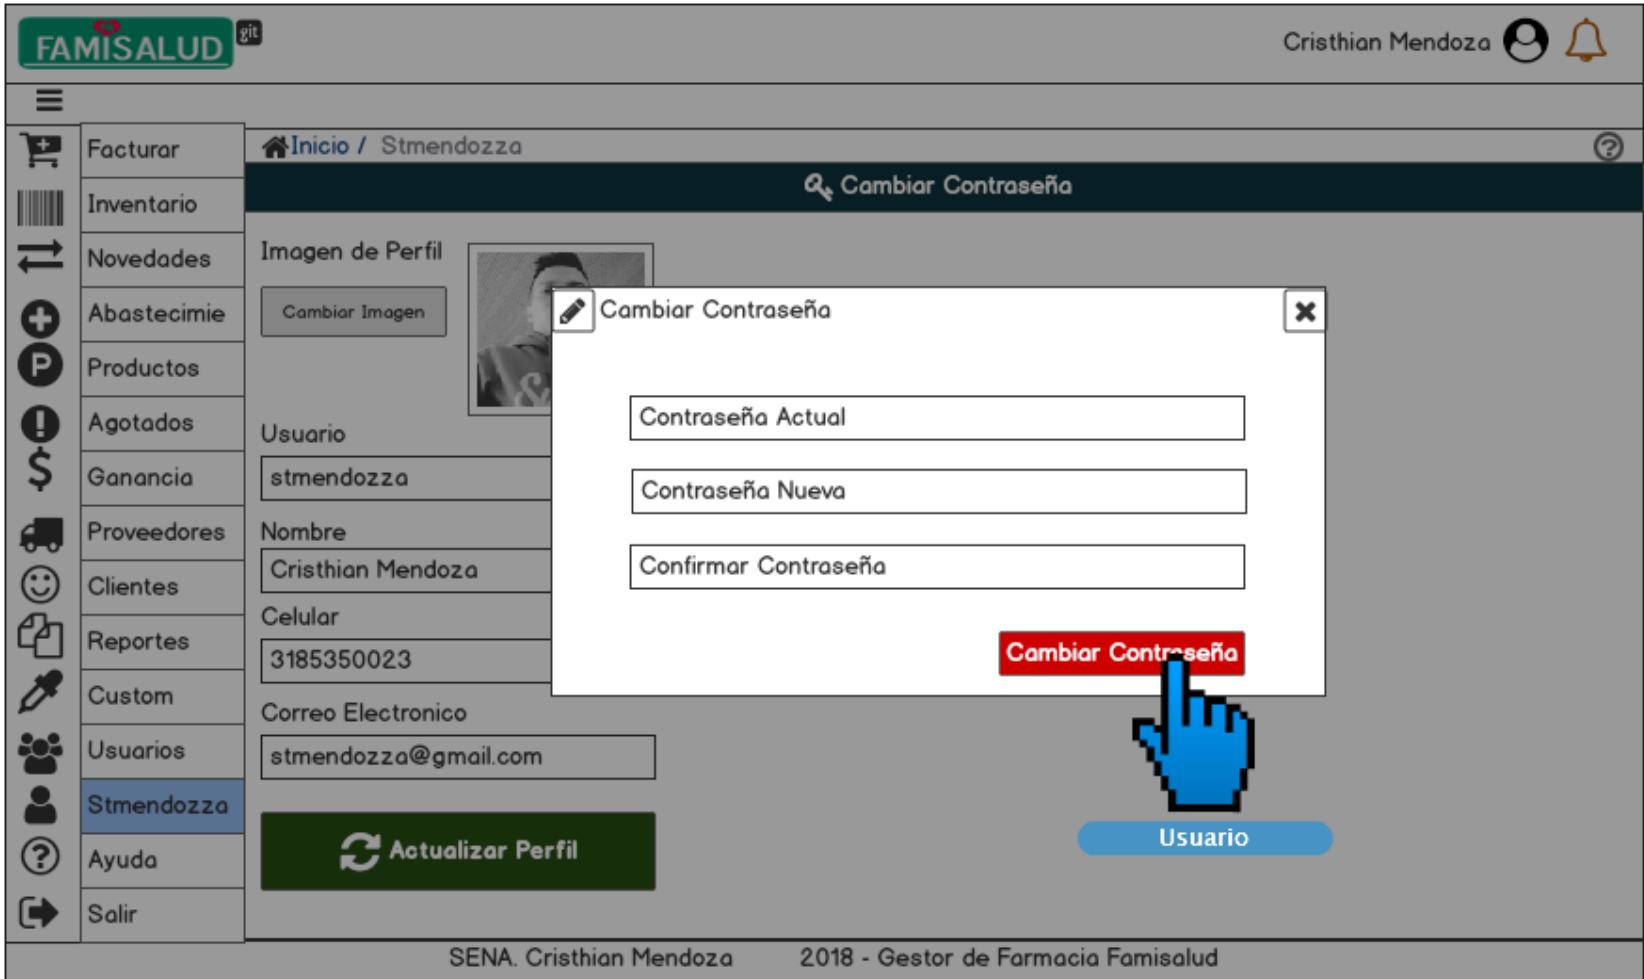 FAMISALUD git
Cristhian Mendoza
Facturar
Inicio / Stmendozza
Cambiar Contraseña
Inventario
Novedades
Imagen de Perfil
Abastecimie
Cambiar Imagen
Cambiar Contraseña
P
Productos
Agotados
Contraseña Actual
Usuario
$
Ganancia
stmendozza
Contraseña Nueva
Proveedores
Nombre
Cristhian Mendoza
Confirmar Contraseña
Clientes
Celular
Reportes
3185350023
Cambiar Contraseña
Custom
Correo Electronico
Usuarios
stmendozza@gmail.com
Stmendozza
Usuario
Ayuda
Actualizar Perfil
Salir
SENA. Cristhian Mendoza 2018 - Gestor de Farmacia Famisalud